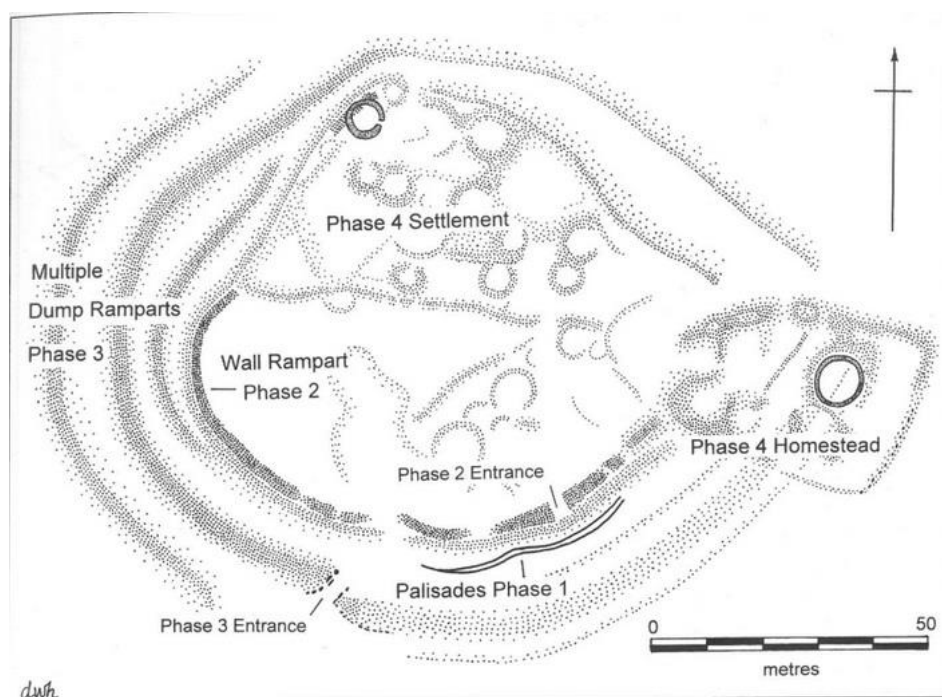 Phase 4 Settlement
Multiple
Dump Ramparts
Phase 3
Wall Rampart
Phase 2
Phase 4 Homestead
Phase 2 Entrance
Palisades Phase 1
Phase 3 Entrance
0
50
metres
dwh